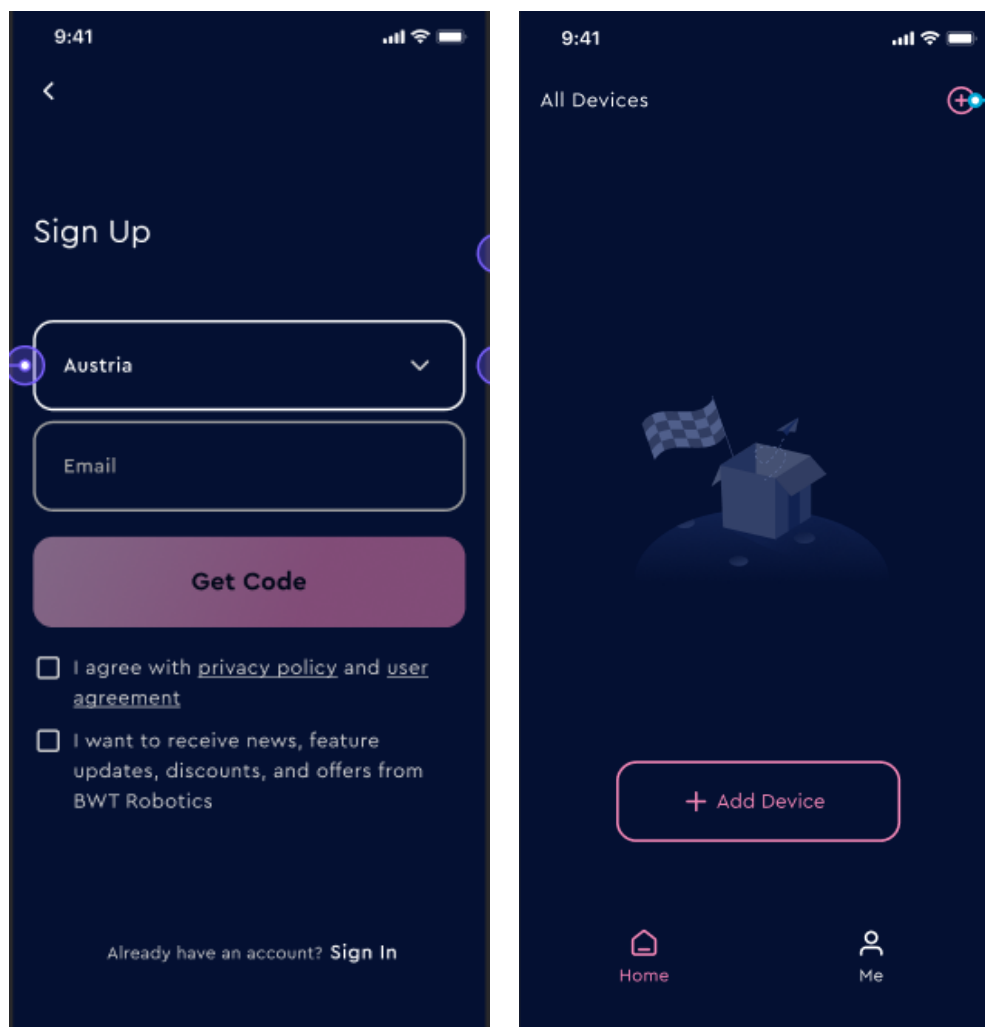 9:41
Sign Up
Austria
Email
Get Code
I agree with privacy policy and user
agreement
I want to receive news, feature
updates, discounts, and offers from
BWT Robotics
Already have an account? Sign In
9:41
All Devices
+ Add Device
Home
Me